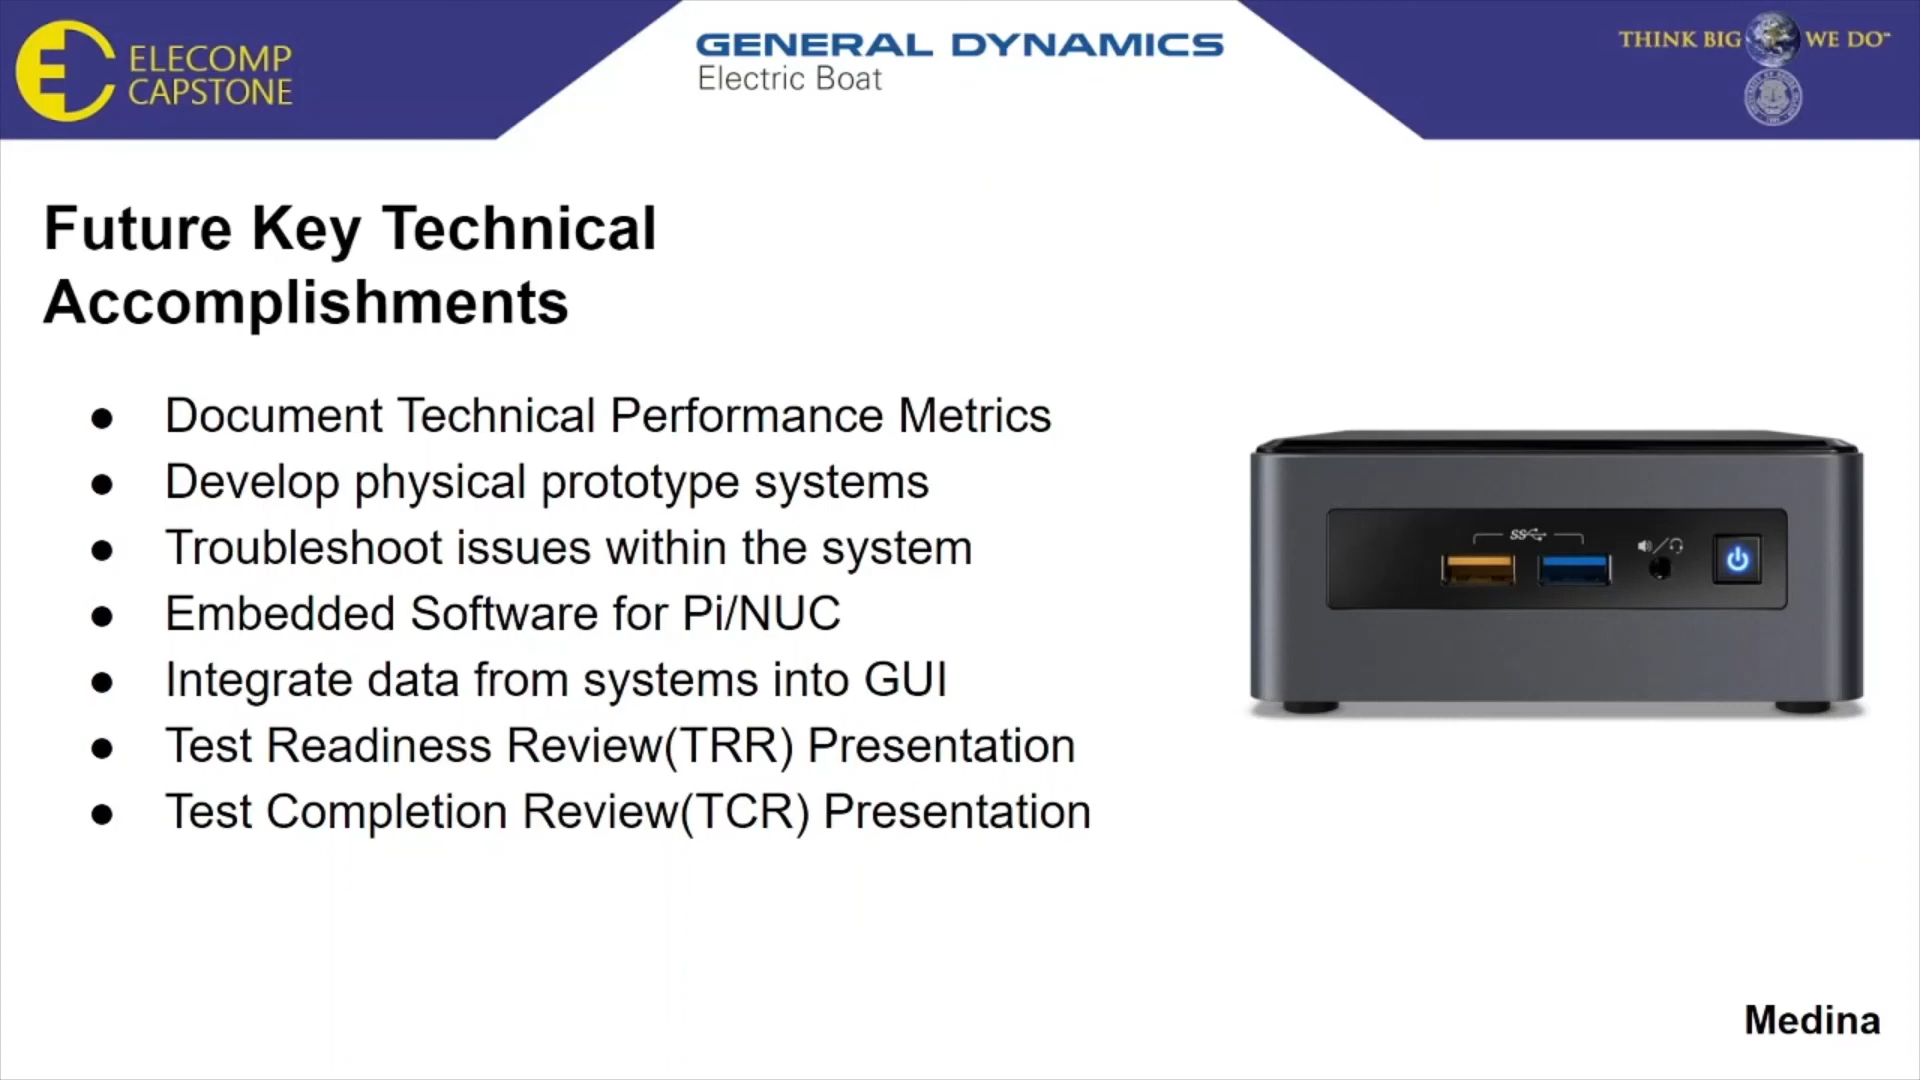 ELECOMP
CAPSTONE
GENERAL DYNAMICS
Electric Boat
THINK BIG WE DO℠
Future Key Technical
Accomplishments
● Document Technical Performance Metrics
● Develop physical prototype systems
● Troubleshoot issues within the system
● Embedded Software for Pi/NUC
● Integrate data from systems into GUI
● Test Readiness Review(TRR) Presentation
● Test Completion Review(TCR) Presentation
SS
Medina